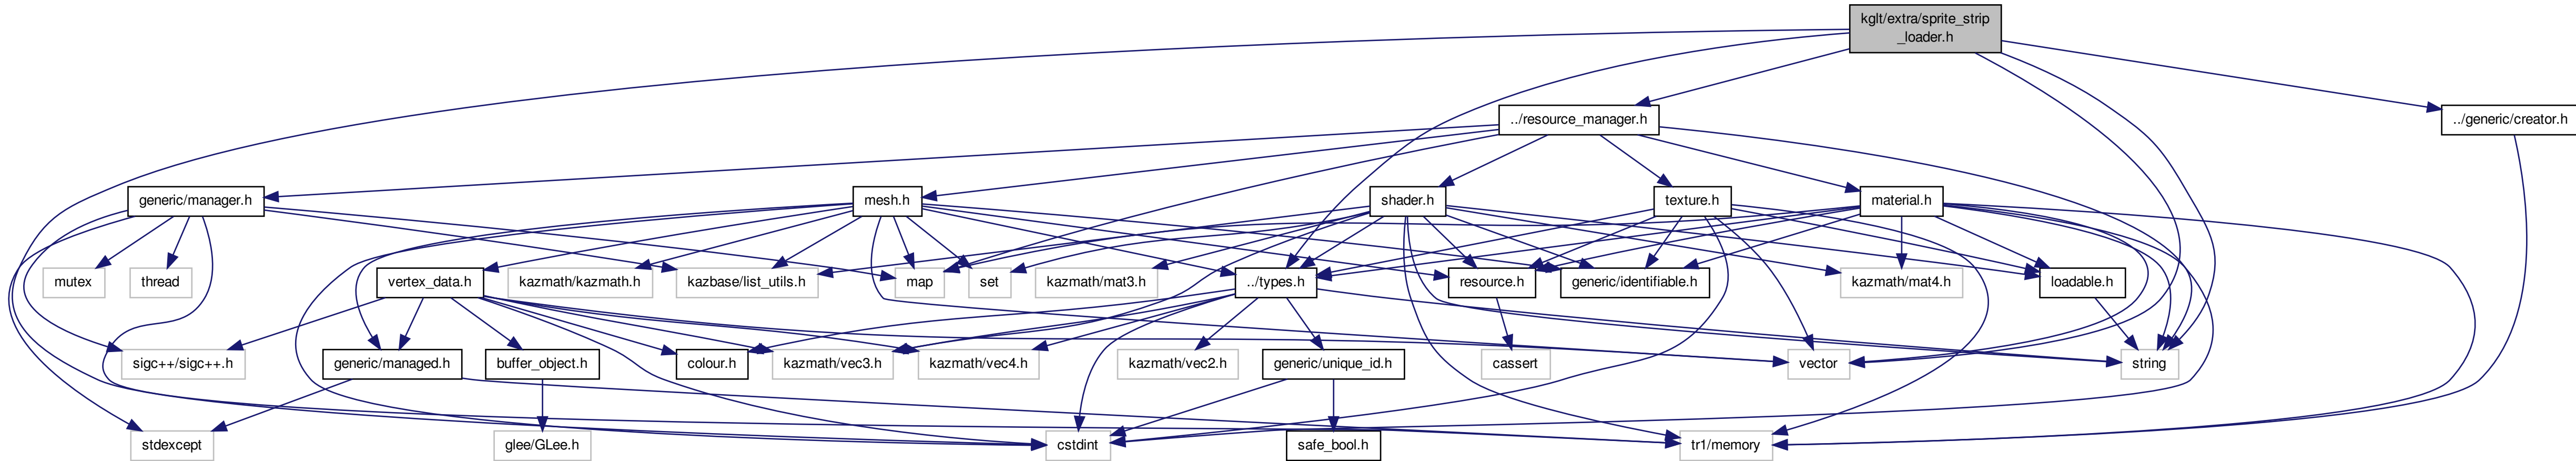 kglt/extra/sprite_strip
_loader.h
../resource_manager.h
../generic/creator.h
generic/manager.h
mesh.h
shader.h
texture.h
material.h
mutex
thread
vertex_data.h
kazmath/kazmath.h
kazbase/list_utils.h
map
set
kazmath/mat3.h
../types.h
resource.h
generic/identifiable.h
kazmath/mat4.h
loadable.h
sigc++/sigc++.h
generic/managed.h
buffer_object.h
colour.h
kazmath/vec3.h
kazmath/vec4.h
kazmath/vec2.h
generic/unique_id.h
cassert
vector
string
stdexcept
glee/GLee.h
cstdint
safe_bool.h
tr1/memory